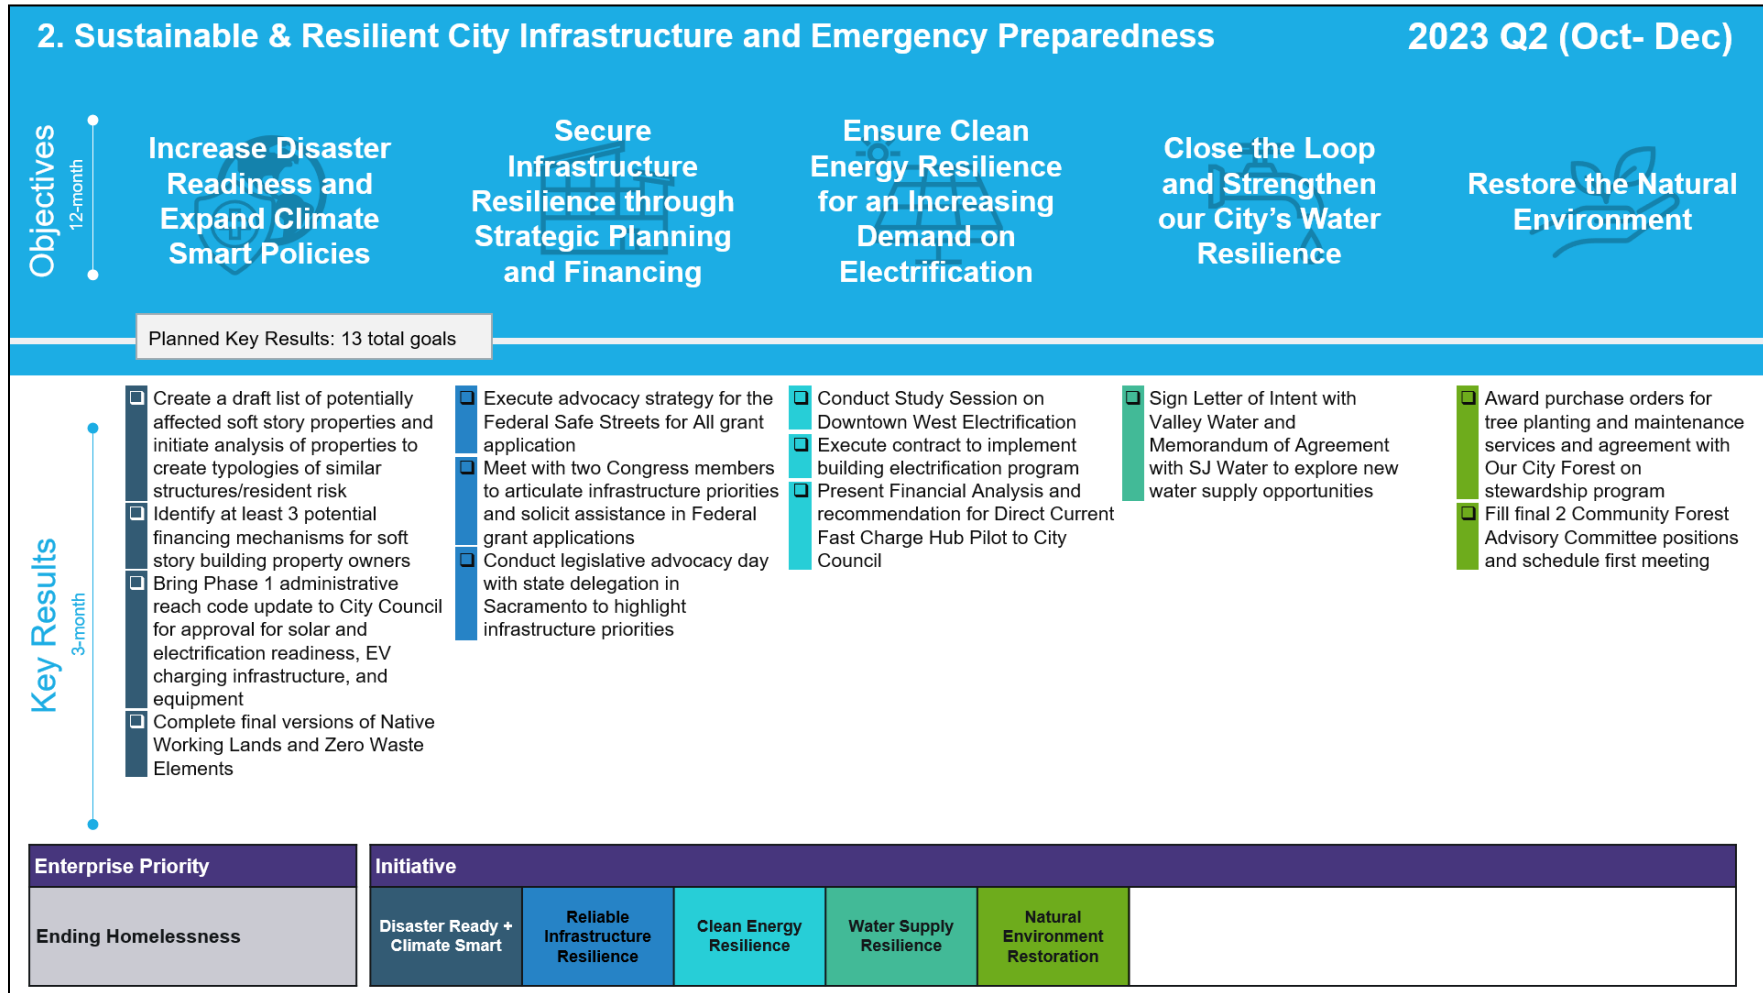 2. Sustainable & Resilient City Infrastructure and Emergency Preparedness
2023 Q2 (Oct- Dec)
Objectives
12-month
Increase Disaster
Readiness and
Expand Climate
Smart Policies
Secure
Infrastructure
Resilience through
Strategic Planning
and Financing
Ensure Clean
Energy Resilience
for an Increasing
Demand on
Electrification
Close the Loop
and Strengthen
our City’s Water
Resilience
Restore the Natural
Environment
Planned Key Results: 13 total goals
Key Results
3-month
Create a draft list of potentially
affected soft story properties and
initiate analysis of properties to
create typologies of similar
structures/resident risk
Identify at least 3 potential
financing mechanisms for soft
story building property owners
Bring Phase 1 administrative
reach code update to City Council
for approval for solar and
electrification readiness, EV
charging infrastructure, and
equipment
Complete final versions of Native
Working Lands and Zero Waste
Elements
Execute advocacy strategy for the
Federal Safe Streets for All grant
application
Meet with two Congress members
to articulate infrastructure priorities
and solicit assistance in Federal
grant applications
Conduct legislative advocacy day
with state delegation in
Sacramento to highlight
infrastructure priorities
Conduct Study Session on
Downtown West Electrification
Execute contract to implement
building electrification program
Present Financial Analysis and
recommendation for Direct Current
Fast Charge Hub Pilot to City
Council
Sign Letter of Intent with
Valley Water and
Memorandum of Agreement
with SJ Water to explore new
water supply opportunities
Award purchase orders for
tree planting and maintenance
services and agreement with
Our City Forest on
stewardship program
Fill final 2 Community Forest
Advisory Committee positions
and schedule first meeting
Enterprise Priority
Ending Homelessness
Initiative
Disaster Ready +
Climate Smart
Reliable
Infrastructure
Resilience
Clean Energy
Resilience
Water Supply
Resilience
Natural
Environment
Restoration